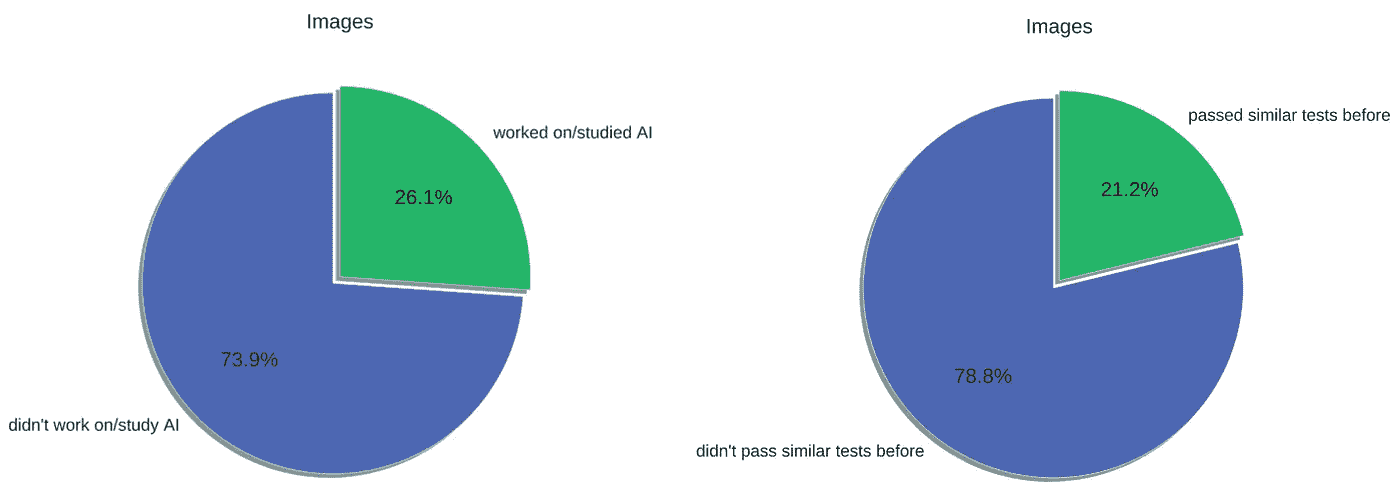 Images
worked on/studied AI
26.1%
73.9%
didn't work on/study AI
Images
passed similar tests before
21.2%
78.8%
didn't pass similar tests before